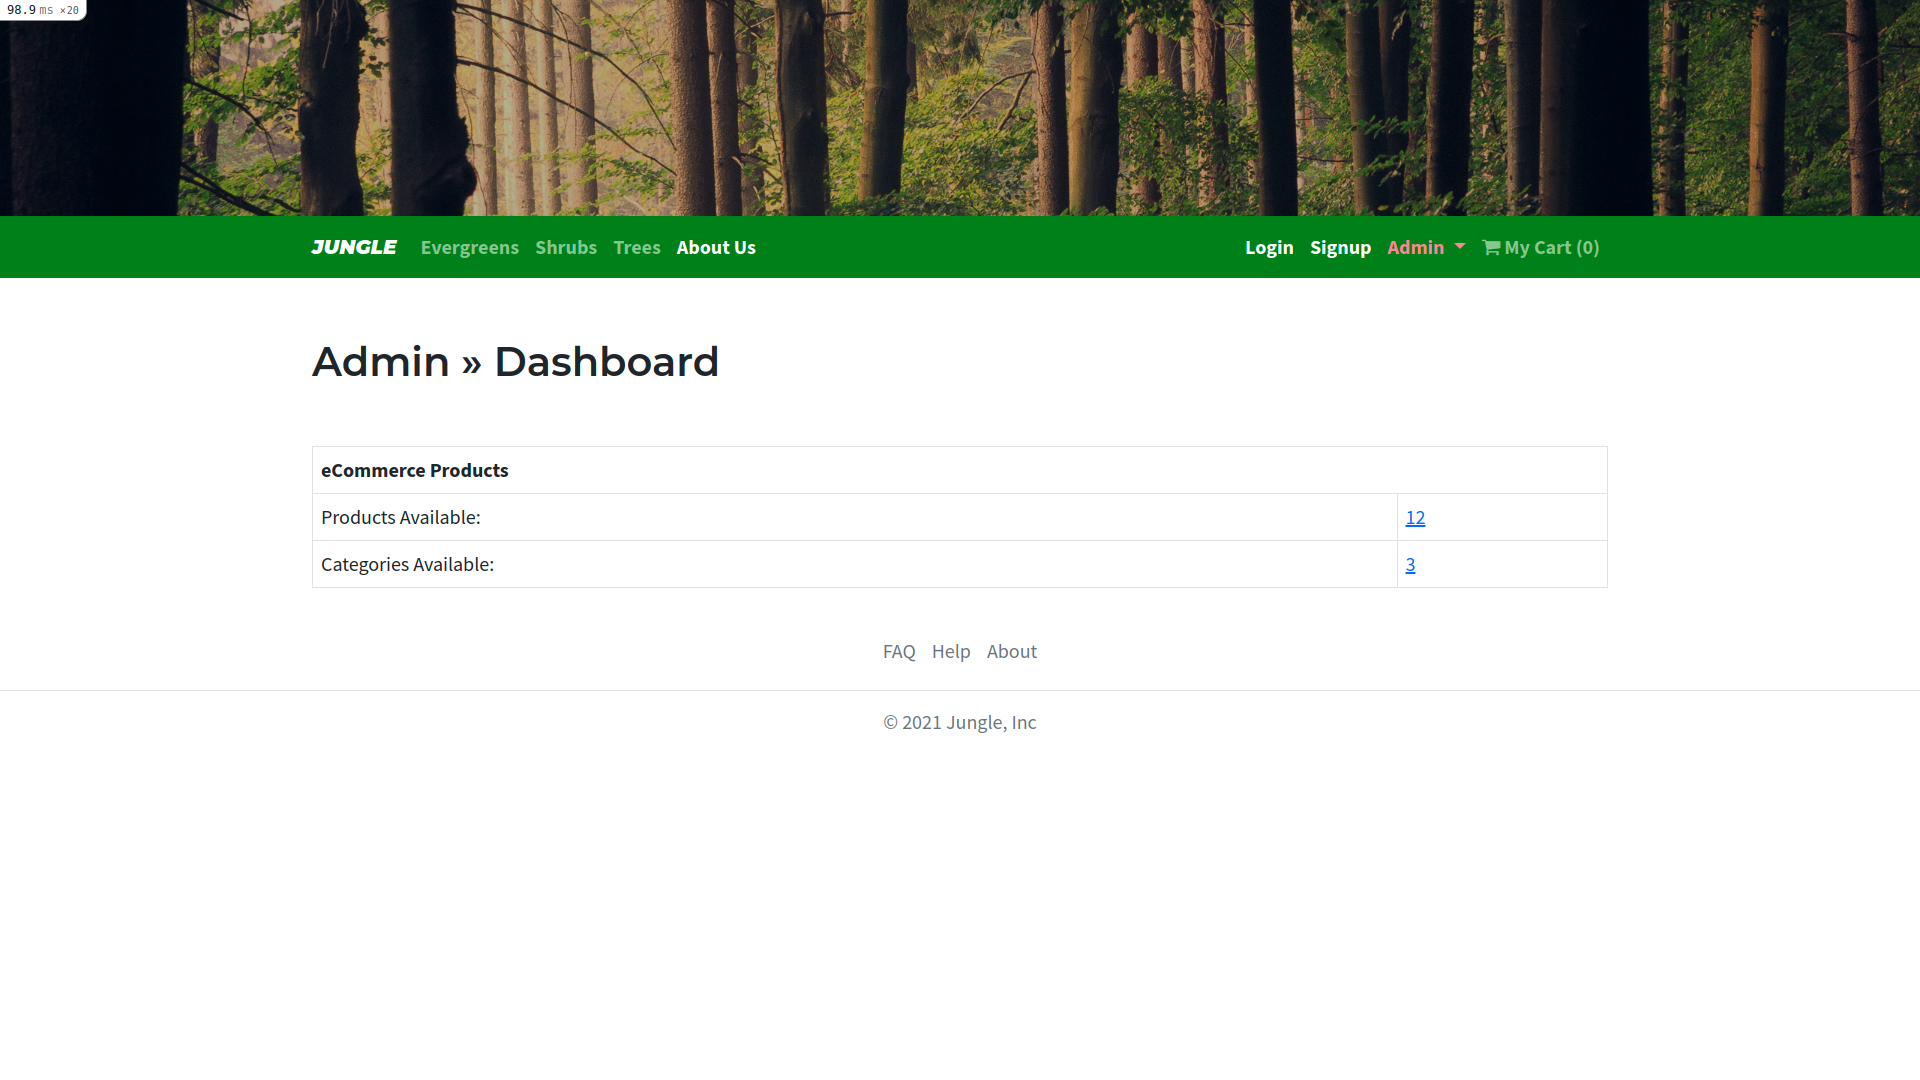 98.9 ms ×20
JUNGLE Evergreens Shrubs Trees About Us Login Signup Admin My Cart (0)
Admin » Dashboard
eCommerce Products
Products Available: 12
Categories Available: 3
FAQ Help About
© 2021 Jungle, Inc